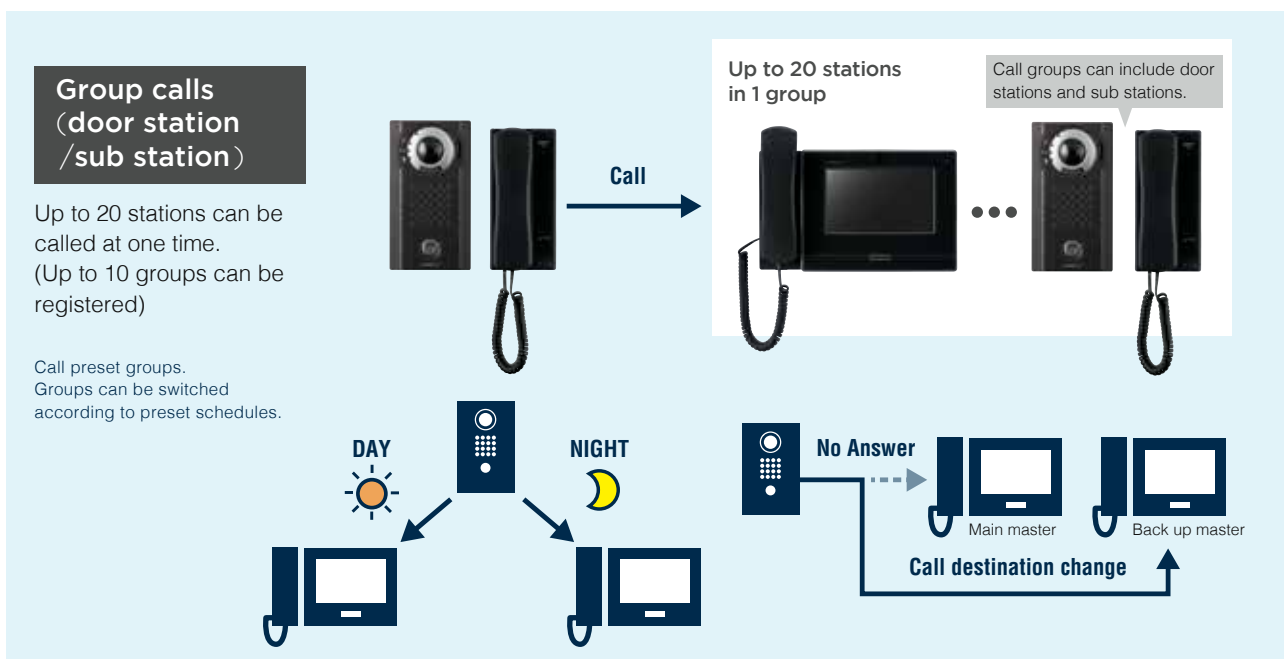 Group calls
(door station
/sub station)
Up to 20 stations can be
called at one time.
(Up to 10 groups can be
registered)
Call preset groups.
Groups can be switched
according to preset schedules.
Call
Up to 20 stations
in 1 group
Call groups can include door
stations and sub stations.
DAY
NIGHT
No Answer
Main master
Back up master
Call destination change